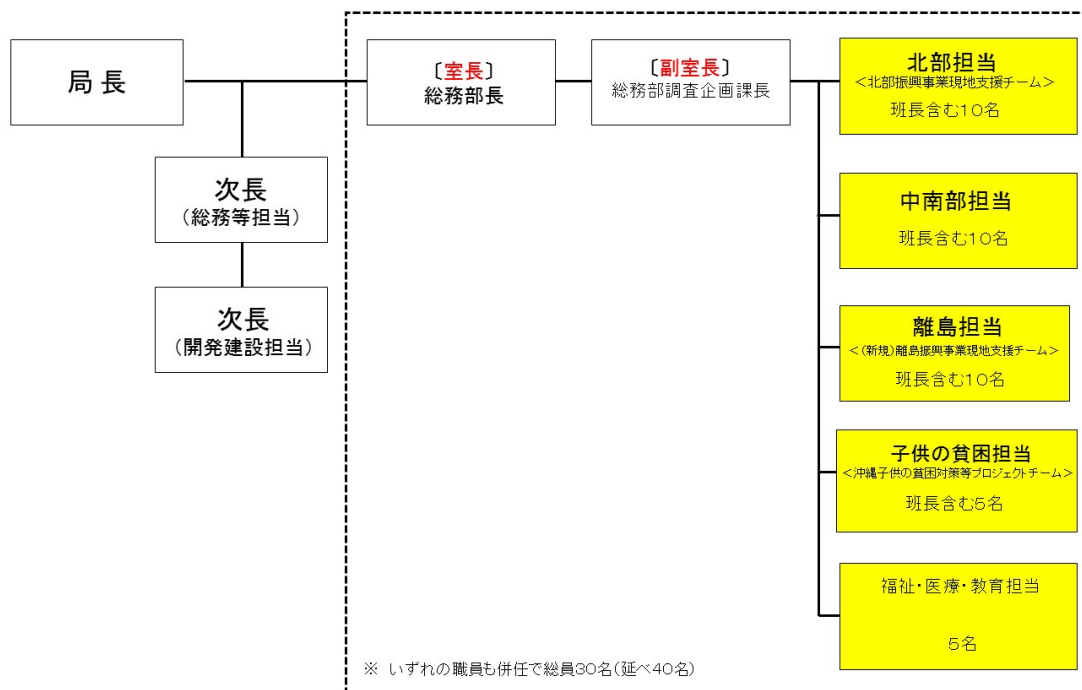 局長
次長
(総務等担当)
次長
(開発建設担当)
〔室長〕
総務部長
〔副室長〕
総務部調査企画課長
北部担当
<北部振興事業現地支援チーム>
班長含む10名
中南部担当
班長含む10名
離島担当
<(新規)離島振興事業現地支援チーム>
班長含む10名
子供の貧困担当
<沖縄子供の貧困対策等プロジェクトチーム>
班長含む5名
福祉・医療・教育担当
5名
※ いずれの職員も併任で総員30名(延べ40名)